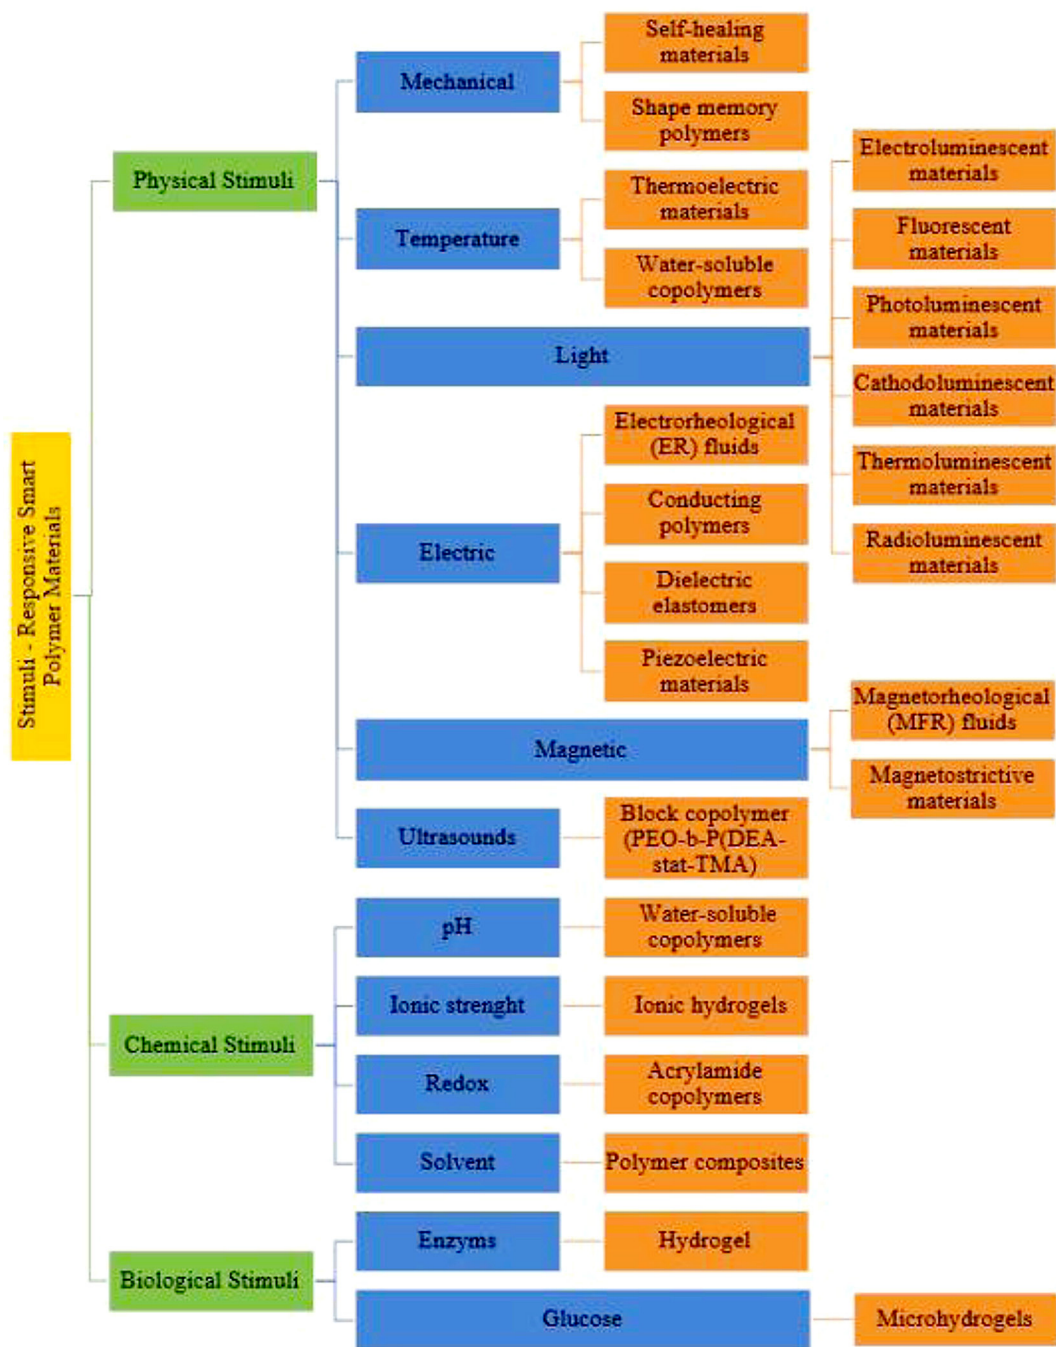 Stimuli - Responsive Smart
Polymer Materials
Physical Stimuli
Mechanical
Self-healing
materials
Shape memory
polymers
Temperature
Thermoelectric
materials
Water-soluble
copolymers
Light
Electroluminescent
materials
Fluorescent
materials
Photoluminescent
materials
Cathodoluminescent
materials
Thermoluminescent
materials
Radioluminescent
materials
Electric
Electrorheological
(ER) fluids
Conducting
polymers
Dielectric
elastomers
Piezoelectric
materials
Magnetic
Magnetorheological
(MFR) fluids
Magnetostrictive
materials
Ultrasounds
Block copolymer
(PEO-b-P(DEA-
stat-TMA)
Chemical Stimuli
pH
Water-soluble
copolymers
Ionic strenght
Ionic hydrogels
Redox
Acrylamide
copolymers
Solvent
Polymer composites
Biological Stimuli
Enzyms
Hydrogel
Glucose
Microhydrogels